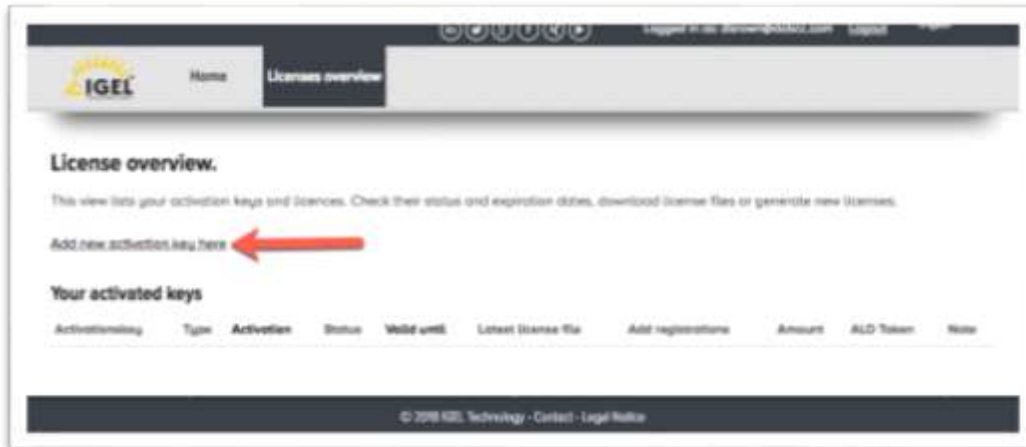 Logged in as: Logout
IGEL Home Licenses overview
License overview.
This view lists your activation keys and licences. Check their status and expiration dates, download license files or generate new licenses.
Add new activation key here
Your activated keys
Activationskey Type Activation Status Valid until Latest license file Add registrations Amount ALD Token Note
© 2018 IGEL Technology - Contact - Legal Notice